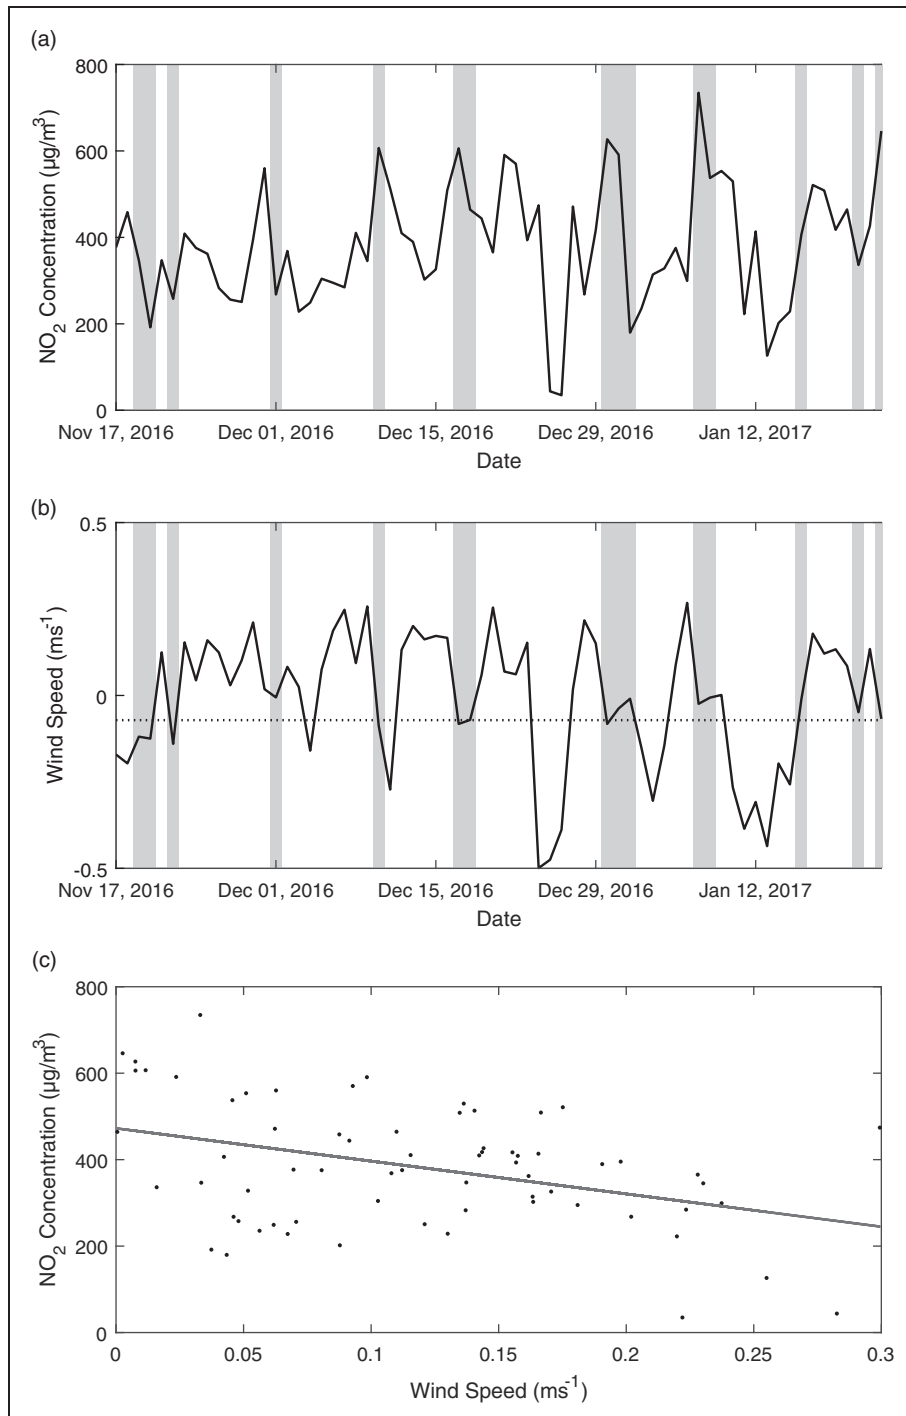 (a)
800
600
400
200
0
NO2 Concentration (μg/m3)
Nov 17, 2016 Dec 01, 2016 Dec 15, 2016 Dec 29, 2016 Jan 12, 2017
Date
(b)
0.5
0
-0.5
Wind Speed (ms-1)
Nov 17, 2016 Dec 01, 2016 Dec 15, 2016 Dec 29, 2016 Jan 12, 2017
Date
(c)
800
600
400
200
0
NO2 Concentration (μg/m3)
0 0.05 0.1 0.15 0.2 0.25 0.3
Wind Speed (ms-1)